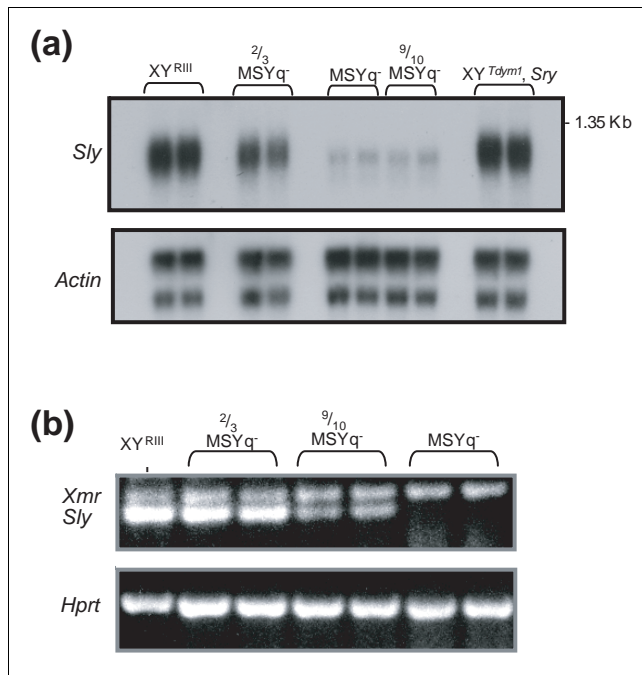 (a)
XY RIII
2/3
MSYq-
MSYq-
9/10
MSYq-
XY Tdym1, Sry
Sly
1.35 Kb
Actin
(b)
XY RIII
2/3
MSYq-
9/10
MSYq-
MSYq-
Xmr
Sly
Hprt